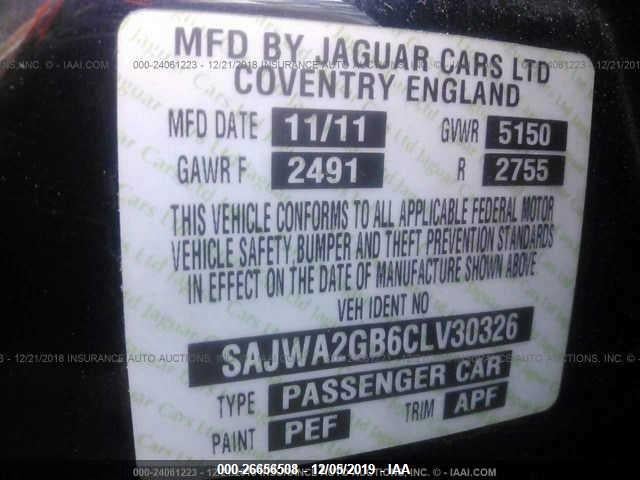 MFD BY JAGUAR CARS LTD
COVENTRY ENGLAND
MFD DATE 11/11 GVWR 5150
GAWR F 2491 R 2755
THIS VEHICLE CONFORMS TO ALL APPLICABLE FEDERAL MOTOR
VEHICLE SAFETY, BUMPER AND THEFT PREVENTION STANDARDS
IN EFFECT ON THE DATE OF MANUFACTURE SHOWN ABOVE
VEH IDENT NO
SAJWA2GB6CLV30326
TYPE PASSENGER CAR
PAINT PEF TRIM APF
000-26656508 - 12/05/2019 - IAA